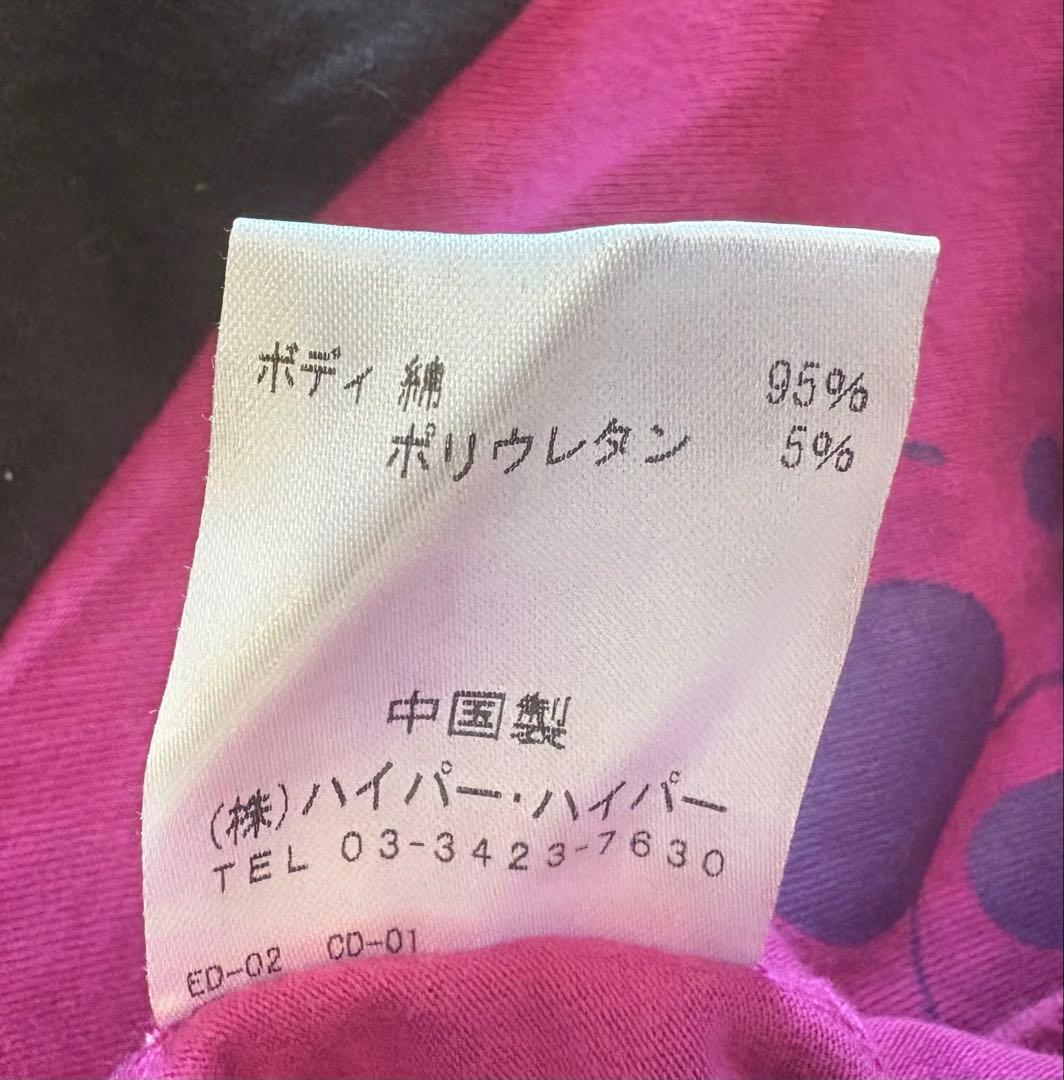 ボディ 綿 95%
ポリウレタン 5%
中国製
(株)ハイパー・ハイパー
TEL 03-3423-7630
ED-02 CD-01